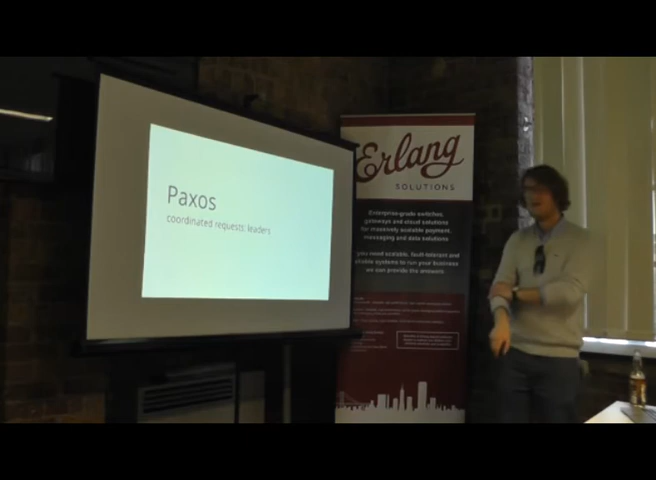 Paxos
coordinated requests: leaders
Erlang
SOLUTIONS
Enterprise-grade switches,
gateways and cloud solutions
for massively scalable payment,
messaging and data solutions
you need scalable, fault-tolerant and
reliable systems to run your business
we can provide the answers